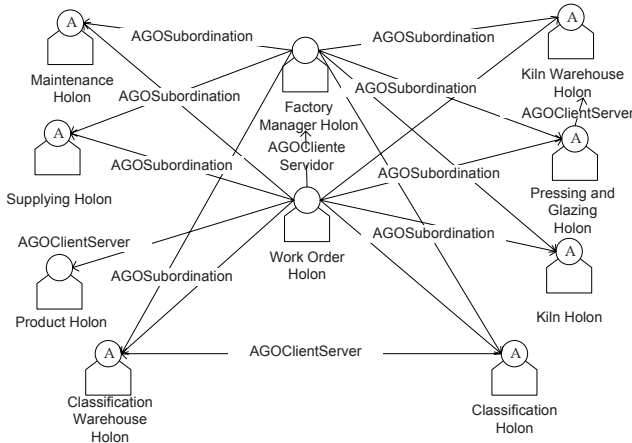 A
A
AGOSubordination
AGOSubordination
Maintenance
Holon
Kiln Warehouse
Holon
AGOSubordination
Factory
Manager Holon
AGOSubordination
AGOClientServer
A
AGOCliente
Servidor
A
AGOSubordination
AGOSubordination
Supplying Holon
Pressing and
Glazing
Holon
AGOClientServer
AGOSubordination
A
Work Order
Holon
AGOSubordination
Product Holon
Kiln Holon
A
AGOClientServer
A
Classification
Warehouse
Holon
Classification
Holon